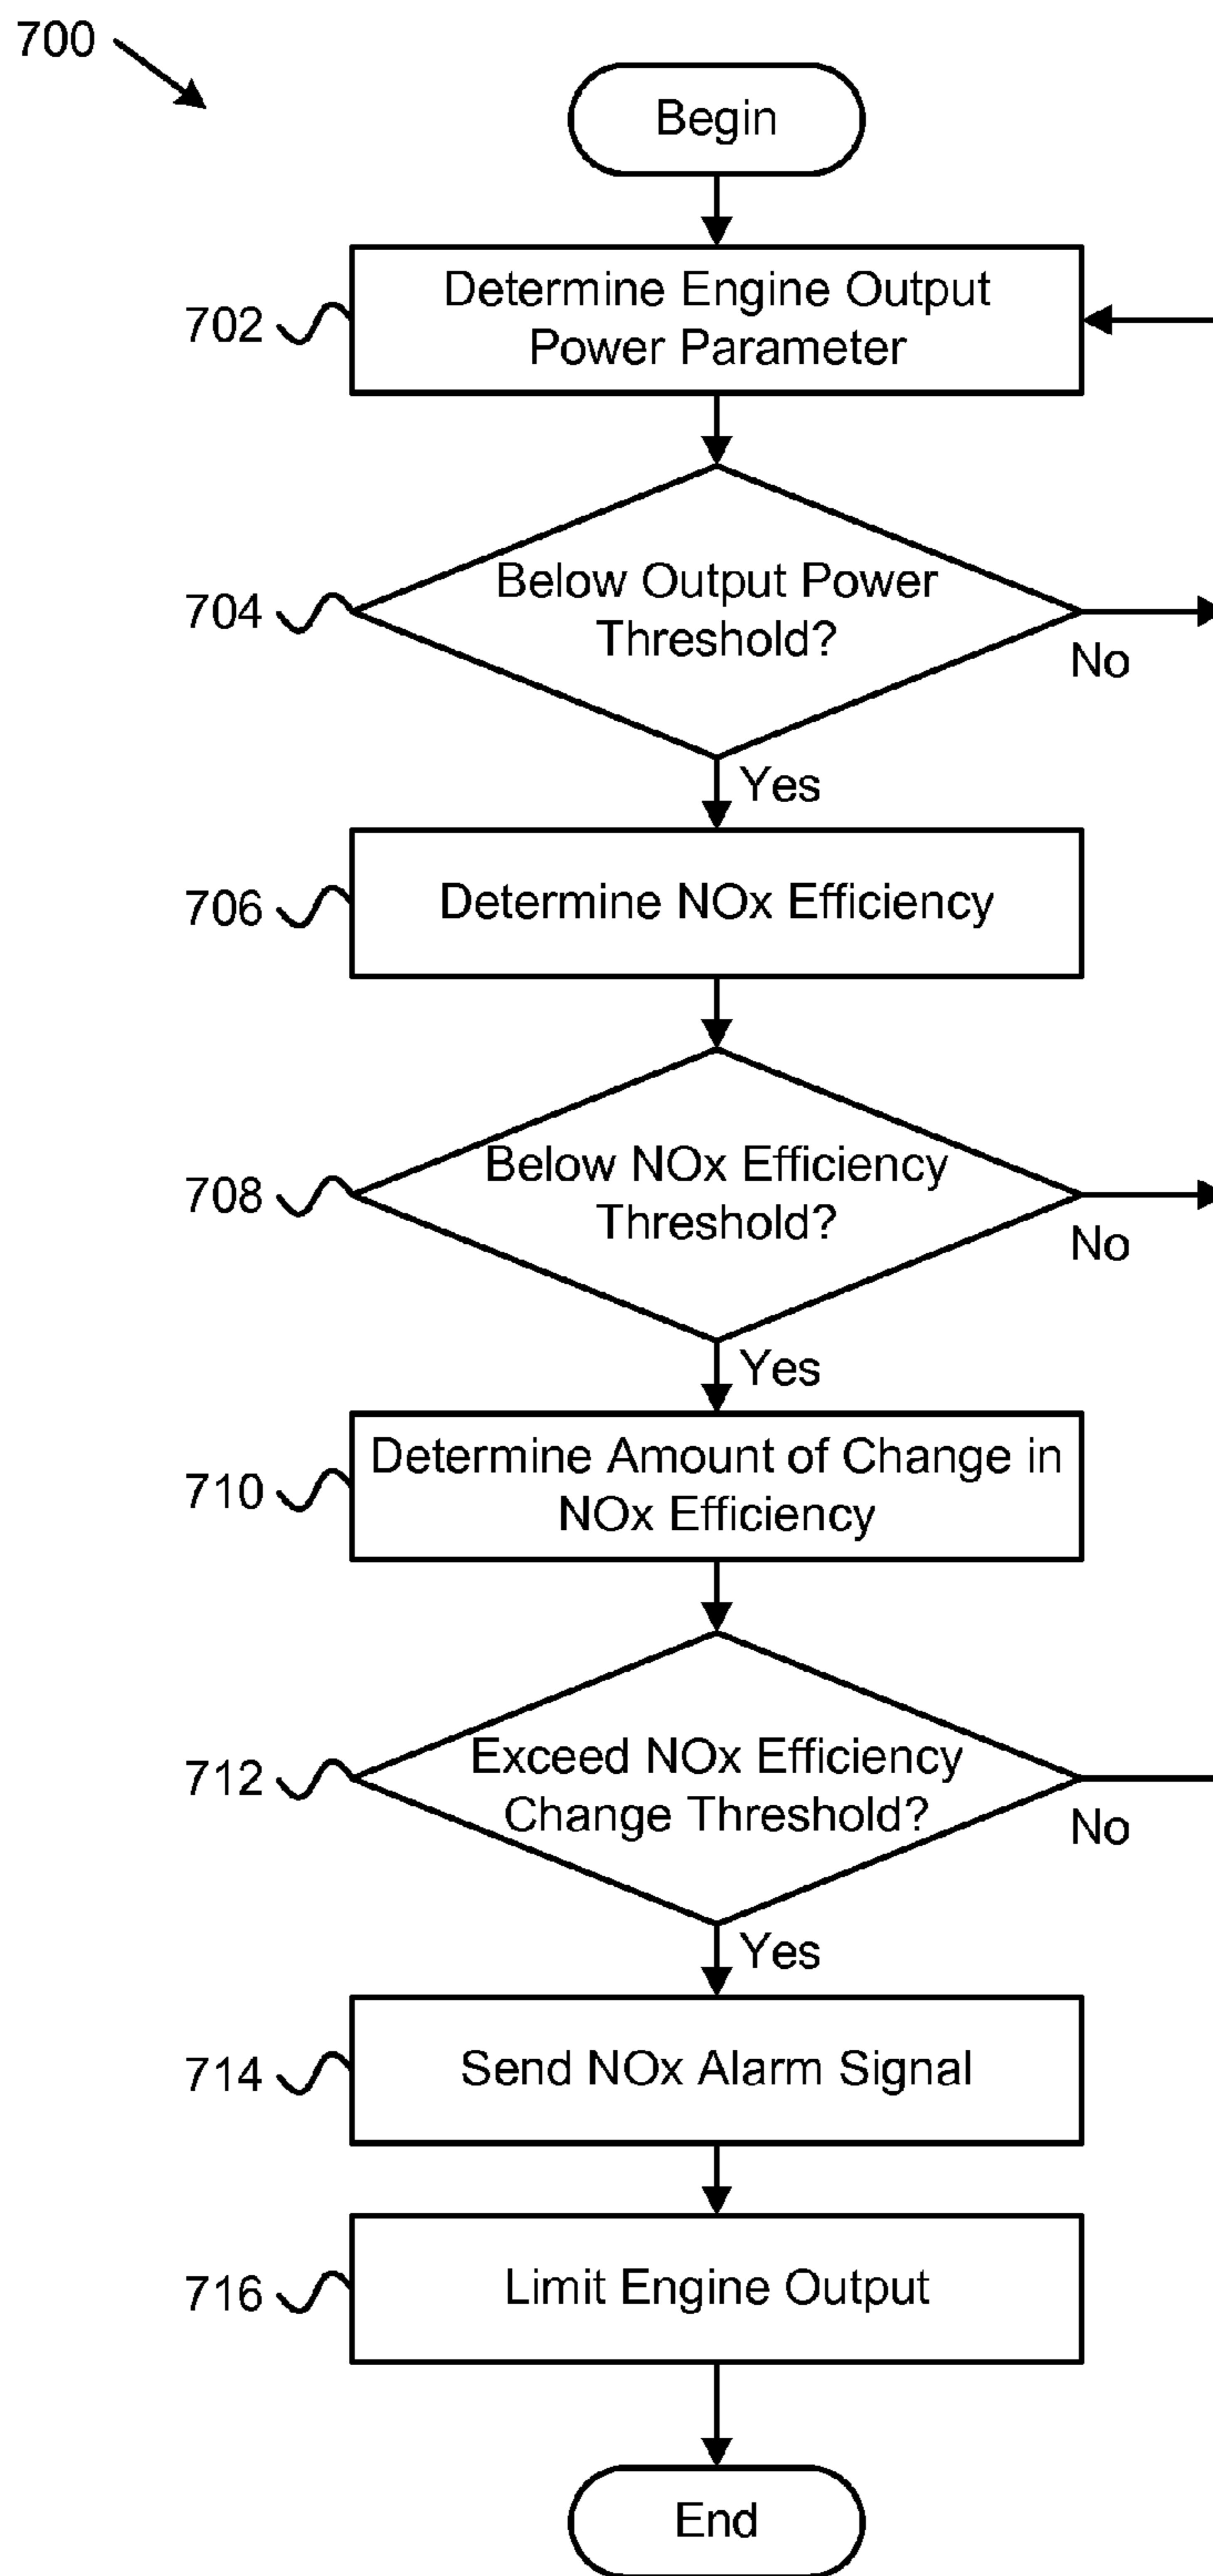 700
Begin
702
Determine Engine Output
Power Parameter
704
Below Output Power
Threshold?
No
Yes
706
Determine NOx Efficiency
708
Below NOx Efficiency
Threshold?
No
Yes
710
Determine Amount of Change in
NOx Efficiency
712
Exceed NOx Efficiency
Change Threshold?
No
Yes
714
Send NOx Alarm Signal
716
Limit Engine Output
End